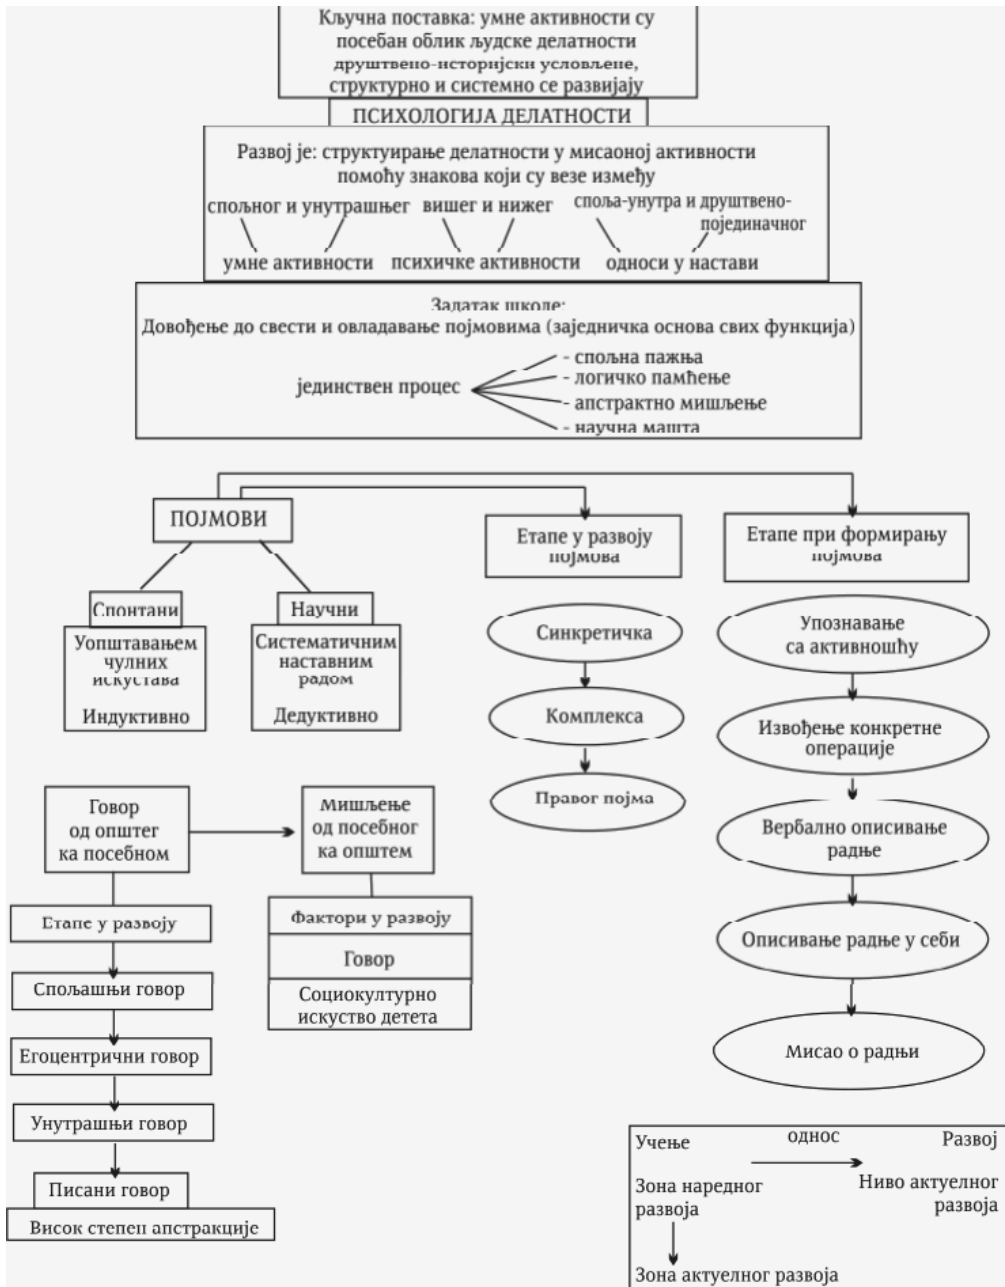 Кључна поставка: умне активности су
посебан облик људске делатности
друштвено-историјски условљене,
структурно и системно се развијају
ПСИХОЛОГИЈА ДЕЛАТНОСТИ
Развој је: структуирање делатности у мисаоној активности
помоћу знакова који су везе између
спољног и унутрашњег
вишег и нижег
споља-унутра и друштвено-
појединачног
умне активности
психичке активности
односи у настави
Задатак школе:
Довођење до свести и овладавање појмовима (заједничка основа свих функција)
јединствен процес
- спољна пажња
- логичко памћење
- апстрактно мишљење
- научна машта
ПОЈМОВИ
Спонтани
Уопштавањем
чулних
искустава
Индуктивно
Научни
Систематичним
наставним
радом
Дедуктивно
Етапе у развоју
појмова
Синкретичка
Комплекса
Правог појма
Етапе при формирању
појмова
Упознавање
са активношћу
Извођење конкретне
операције
Вербално описивање
радње
Описивање радње у себи
Мисао о радњи
Говор
од општег
ка посебном
Етапе у развоју
Спољашњи говор
Егоцентрични говор
Унутрашњи говор
Писани говор
Висок степен апстракције
Мишљење
од посебног
ка општем
Фактори у развоју
Говор
Социокултурно
искуство детета
Учење
однос
Развој
Зона наредног
развоја
Ниво актуелног
развоја
Зона актуелног развоја